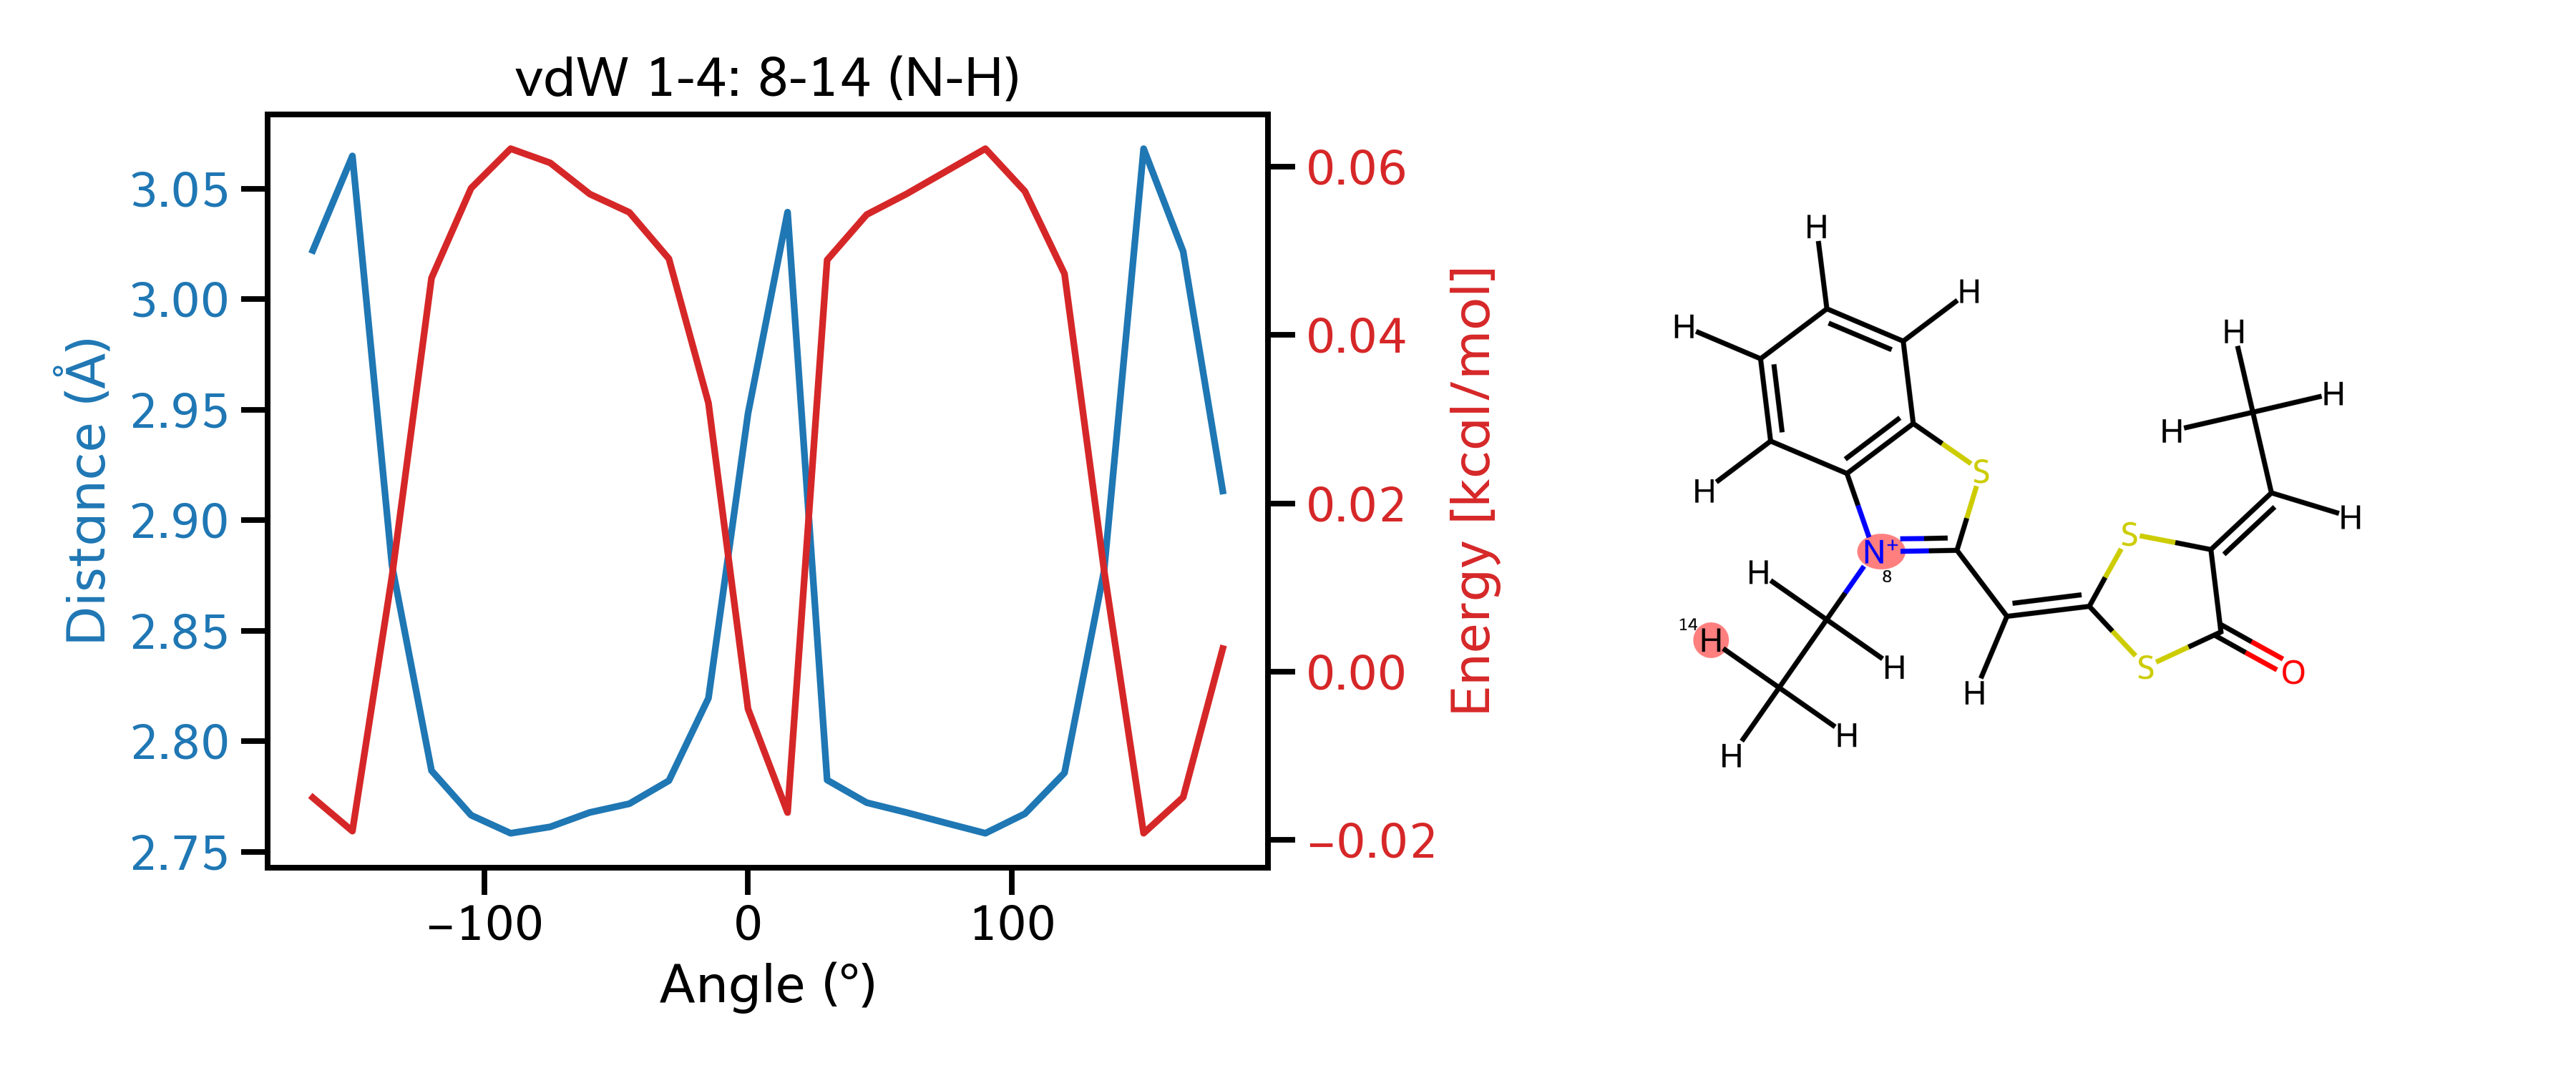 vdW 1-4: 8-14 (N-H)
Distance (Å)
3.05
3.00
2.95
2.90
2.85
2.80
2.75
−100
0
100
Angle (°)
0.06
0.04
0.02
0.00
−0.02
Energy [kcal/mol]
H
H
H
H
H
H
H
S
H
H
S
N+
8
H
14
H
H
S
O
H
H
H